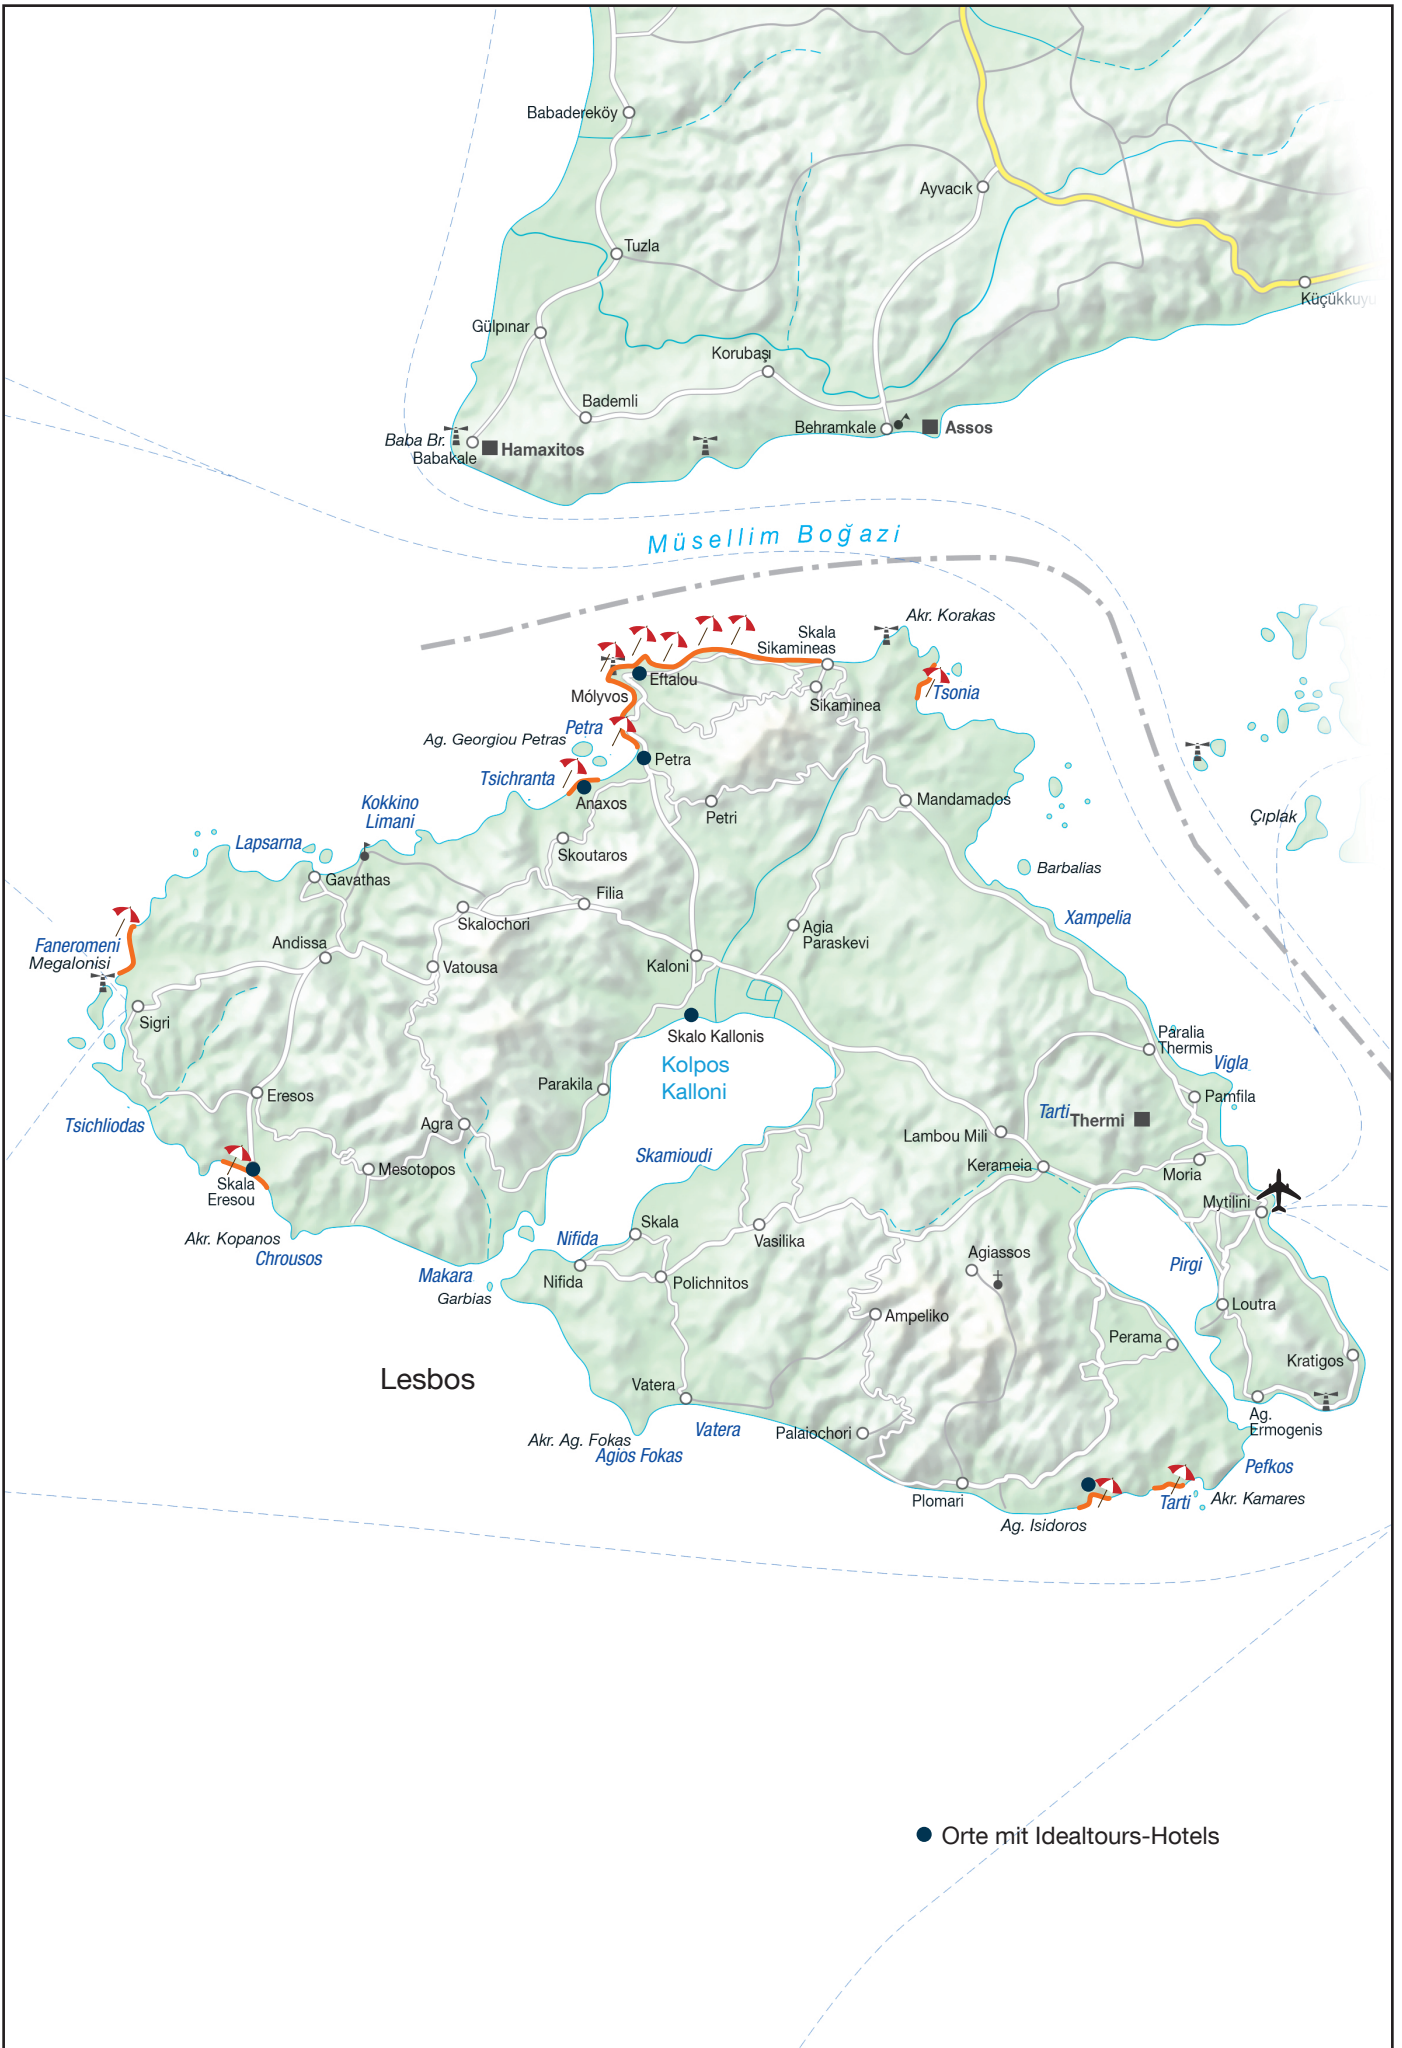 Babadereköy
Ayvacık
Tuzla
Küçükkuyu
Gülpınar
Korubaşı
Bademli
Behramkale
Assos
Baba Br.
Babakale
Hamaxitos
Müsellim Boğazi
Akr. Korakas
Skala
Sikamineas
Eftalou
Tsonia
Mólyvos
Sikaminea
Petra
Ag. Georgiou Petras
Petra
Tsichranta
Anaxos
Mandamados
Kokkino
Limani
Petri
Çıplak
Lapsarna
Skoutaros
Barbalias
Gavathas
Filia
Skalochori
Xampelia
Agia
Paraskevi
Faneromeni
Megalonisi
Andissa
Vatousa
Kaloni
Sigri
Skalo Kallonis
Paralia
Thermis
Kolpos
Kalloni
Vigla
Parakila
Eresos
Pamfila
Tarti
Thermi
Tsichliodas
Agra
Lambou Mili
Skamioudi
Mesotopos
Kerameia
Moria
Skala
Eresou
Mytilini
Skala
Akr. Kopanos
Nifida
Vasilika
Chrousos
Agiassos
Pirgi
Makara
Nifida
Polichnitos
Garbias
Loutra
Ampeliko
Perama
Kratigos
Lesbos
Vatera
Ag.
Ermogenis
Vatera
Palaiochori
Akr. Ag. Fokas
Agios Fokas
Pefkos
Plomari
Tarti
Akr. Kamares
Ag. Isidoros
Orte mit Idealtours-Hotels